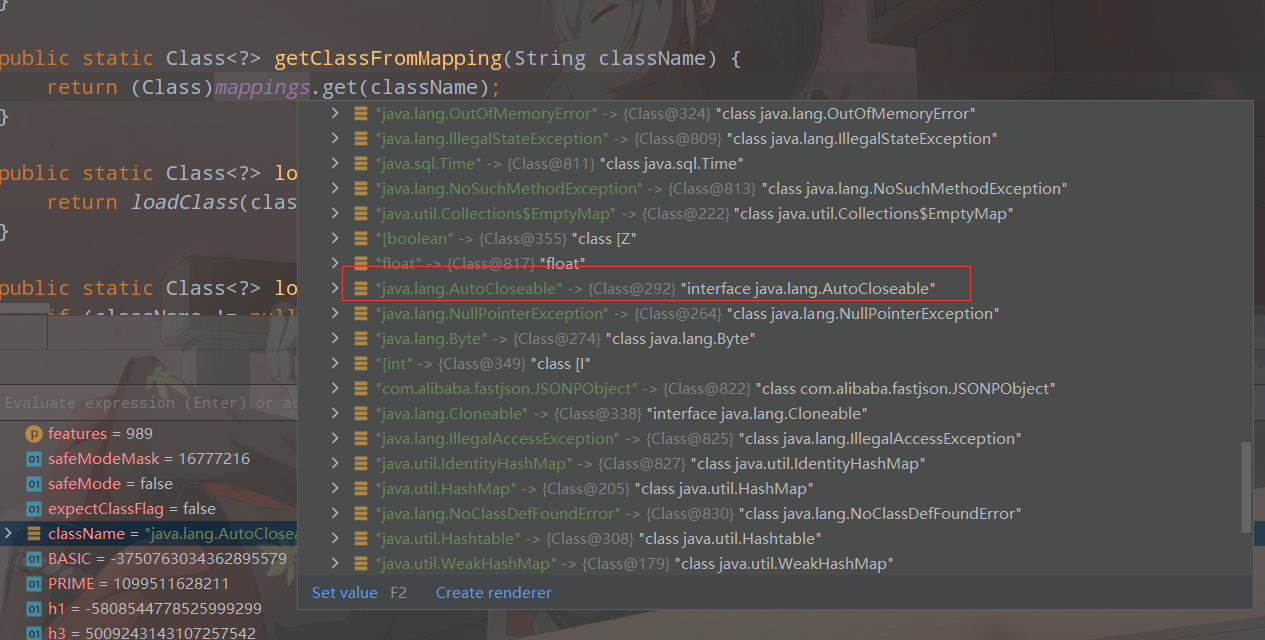 }
public static Class<?> getClassFromMapping(String className) {
return (Class)mappings.get(className);
}
public static Class<?> lo
return loadClass(clas
}
public static Class<?> lo
if (className != null
"java.lang.OutOfMemoryError" -> {Class@324} "class java.lang.OutOfMemoryError"
"java.lang.IllegalStateException" -> {Class@809} "class java.lang.IllegalStateException"
"java.sql.Time" -> {Class@811} "class java.sql.Time"
"java.lang.NoSuchMethodException" -> {Class@813} "class java.lang.NoSuchMethodException"
"java.util.Collections$EmptyMap" -> {Class@222} "class java.util.Collections$EmptyMap"
"[boolean" -> {Class@355} "class [Z"
"float" -> {Class@817} "float"
"java.lang.AutoCloseable" -> {Class@292} "interface java.lang.AutoCloseable"
"java.lang.NullPointerException" -> {Class@264} "class java.lang.NullPointerException"
"java.lang.Byte" -> {Class@274} "class java.lang.Byte"
"[int" -> {Class@349} "class [I"
"com.alibaba.fastjson.JSONPObject" -> {Class@822} "class com.alibaba.fastjson.JSONPObject"
"java.lang.Cloneable" -> {Class@338} "interface java.lang.Cloneable"
"java.lang.IllegalAccessException" -> {Class@825} "class java.lang.IllegalAccessException"
"java.util.IdentityHashMap" -> {Class@827} "class java.util.IdentityHashMap"
"java.util.HashMap" -> {Class@205} "class java.util.HashMap"
"java.lang.NoClassDefFoundError" -> {Class@830} "class java.lang.NoClassDefFoundError"
"java.util.Hashtable" -> {Class@308} "class java.util.Hashtable"
"java.util.WeakHashMap" -> {Class@179} "class java.util.WeakHashMap"
Set value F2 Create renderer
Evaluate expression (Enter) or ad
p features = 989
01 safeModeMask = 16777216
01 safeMode = false
01 expectClassFlag = false
className = "java.lang.AutoClosea
01 BASIC = -3750763034362895579
01 PRIME = 1099511628211
01 h1 = -5808544778525999299
01 h3 = 5009243143107257542